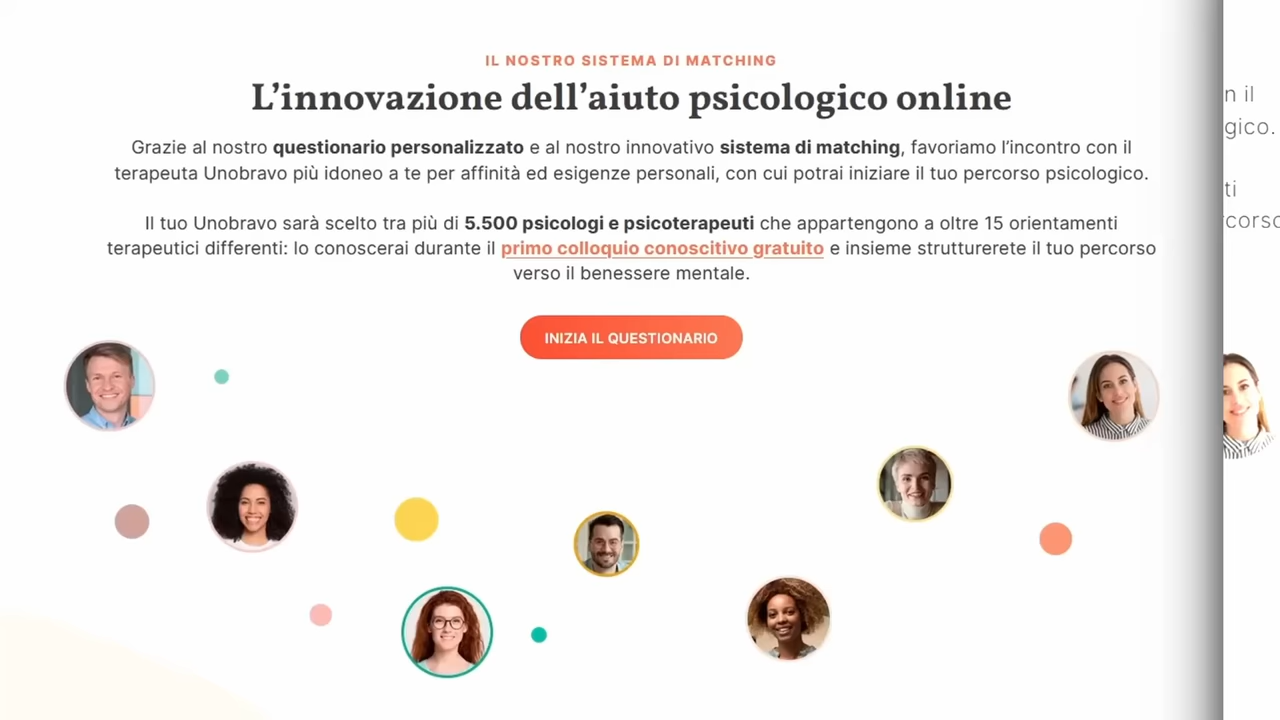 IL NOSTRO SISTEMA DI MATCHING
L’innovazione dell’aiuto psicologico online
Grazie al nostro questionario personalizzato e al nostro innovativo sistema di matching, favoriamo l’incontro con il
terapeuta Unobravo più idoneo a te per affinità ed esigenze personali, con cui potrai iniziare il tuo percorso psicologico.
Il tuo Unobravo sarà scelto tra più di 5.500 psicologi e psicoterapeuti che appartengono a oltre 15 orientamenti
terapeutici differenti: lo conoscerai durante il primo colloquio conoscitivo gratuito e insieme strutturerete il tuo percorso
verso il benessere mentale.
INIZIA IL QUESTIONARIO
n il
gico.
ti
corso